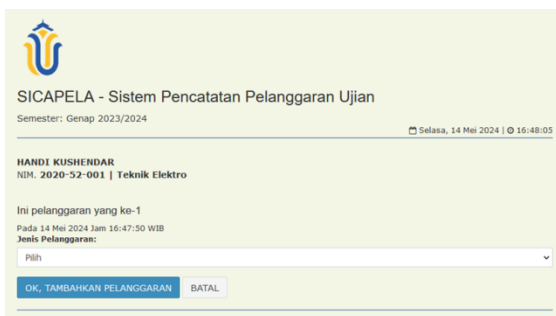 SICAPELA - Sistem Pencatatan Pelanggaran Ujian
Semester: Genap 2023/2024
Selasa, 14 Mei 2024 | 16:48:05
HANDI KUSHENDAR
NIM. 2020-52-001 | Teknik Elektro
Ini pelanggaran yang ke-1
Pada 14 Mei 2024 Jam 16:47:50 WIB
Jenis Pelanggaran:
Pilih
OK, TAMBAHKAN PELANGGARAN BATAL